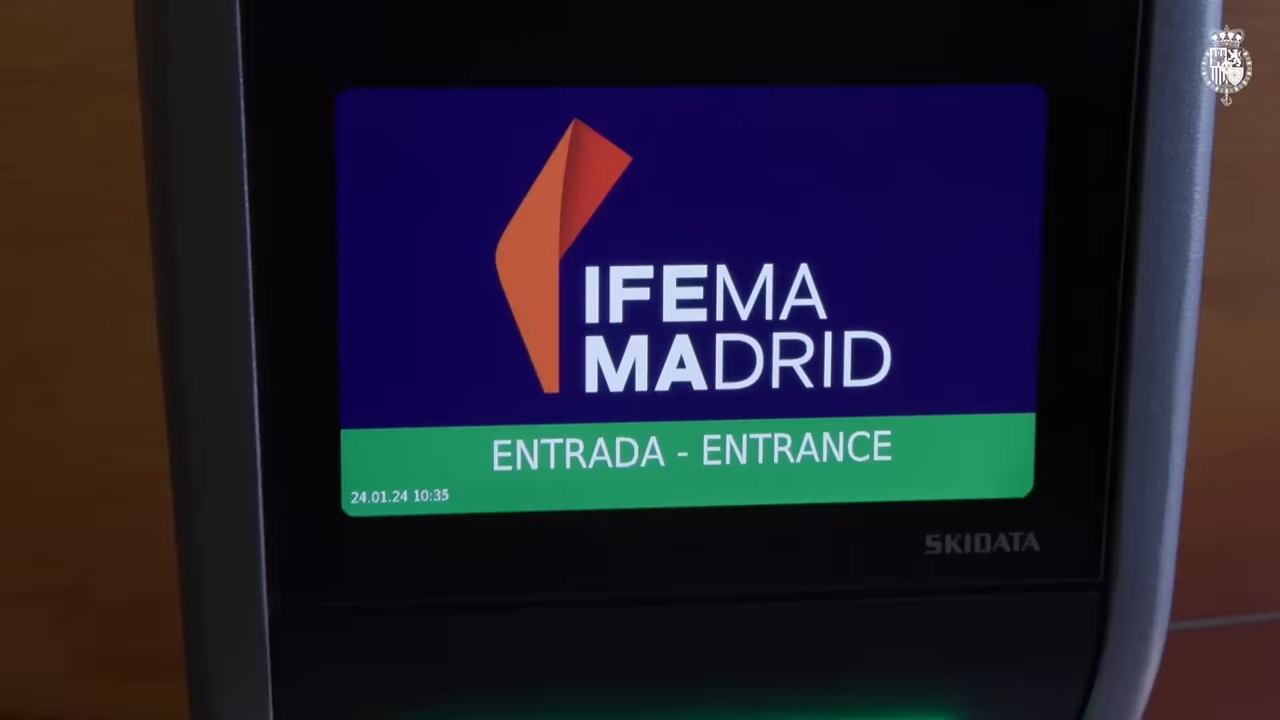 IFEMA
MADRID
ENTRADA - ENTRANCE
24.01.24 10:35
SKIDATA